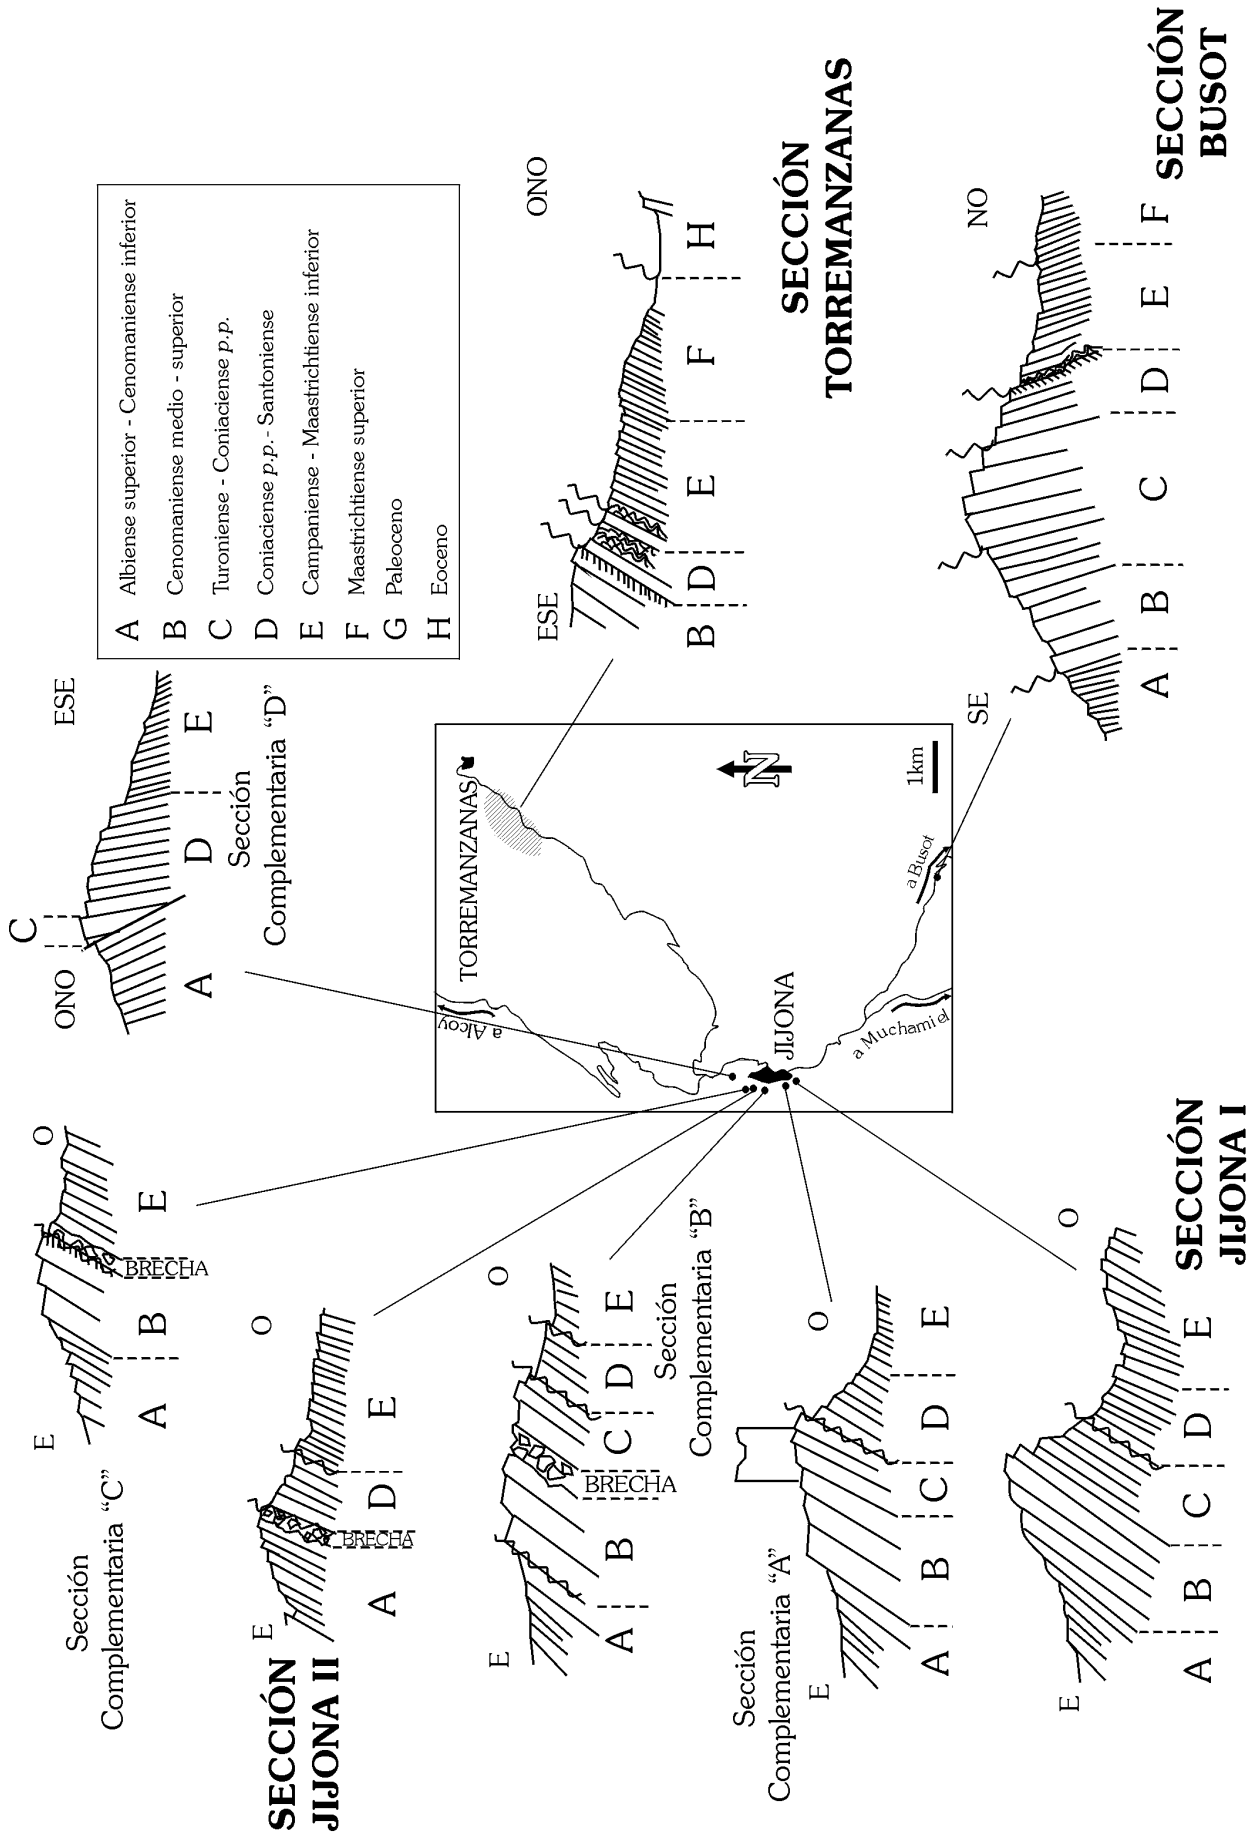 Sección
Complementaria "C"
E
O
A
B
BRECHA
E
ONO
ESE
C
A
D
E
Sección
Complementaria "D"
A Albiense superior - Cenomaniense inferior
B Cenomaniense medio - superior
C Turoniense - Coniaciense p.p.
D Coniaciense p.p. - Santoniense
E Campaniense - Maastrichtiense inferior
F Maastrichtiense superior
G Paleoceno
H Eoceno
SECCIÓN
JIJONA II
E
O
A
BRECHA
D
E
E
O
A
B
BRECHA
C
D
E
Sección
Complementaria "B"
a Alcoy
TORREMANZANAS
JIJONA
a Muchamiel
a Busot
N
1km
ESE
ONO
B
D
E
F
H
SECCIÓN
TORREMANZANAS
Sección
Complementaria "A"
E
O
A
B
C
D
E
E
O
A
B
C
D
E
SECCIÓN
JIJONA I
SE
NO
A
B
C
D
E
F
SECCIÓN
BUSOT